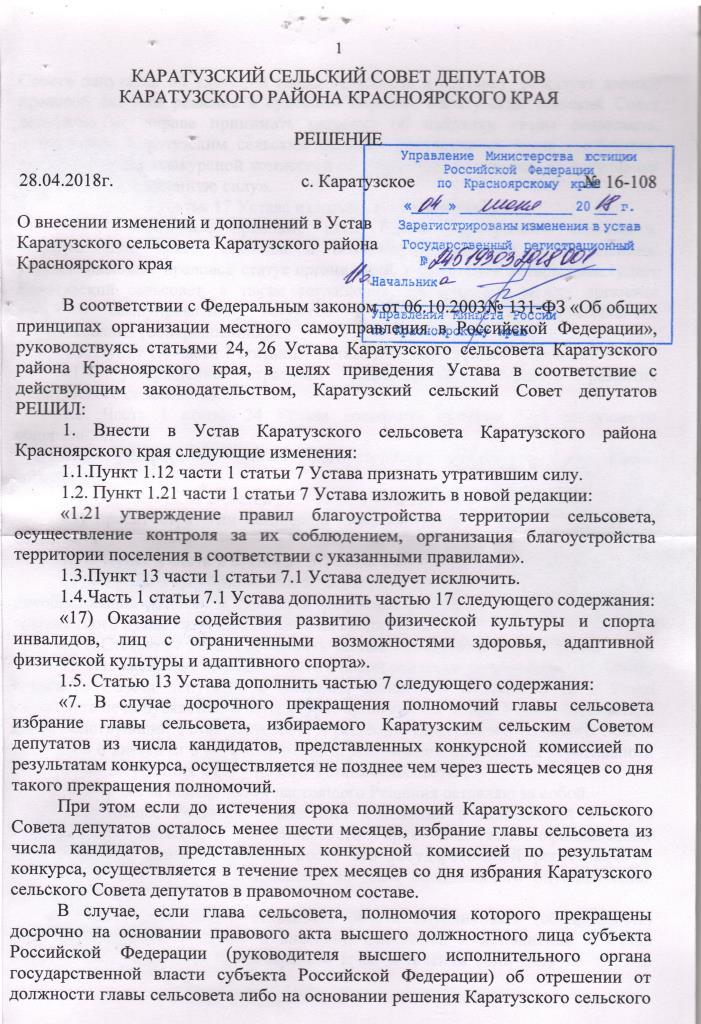 1
КАРАТУЗСКИЙ СЕЛЬСКИЙ СОВЕТ ДЕПУТАТОВ
КАРАТУЗСКОГО РАЙОНА КРАСНОЯРСКОГО КРАЯ
РЕШЕНИЕ
28.04.2018г. с. Каратузское № 16-108
Управление Министерства юстиции
Российской Федерации
по Красноярскому краю
«04» июня 2018 г.
Зарегистрированы изменения в устав
Государственный регистрационный
№ RU245193032018001
Начальник
Управления Минюста России
по Красноярскому краю
О внесении изменений и дополнений в Устав
Каратузского сельсовета Каратузского района
Красноярского края
В соответствии с Федеральным законом от 06.10.2003№ 131-ФЗ «Об общих
принципах организации местного самоуправления в Российской Федерации»,
руководствуясь статьями 24, 26 Устава Каратузского сельсовета Каратузского
района Красноярского края, в целях приведения Устава в соответствие с
действующим законодательством, Каратузский сельский Совет депутатов
РЕШИЛ:
1. Внести в Устав Каратузского сельсовета Каратузского района
Красноярского края следующие изменения:
1.1.Пункт 1.12 части 1 статьи 7 Устава признать утратившим силу.
1.2. Пункт 1.21 части 1 статьи 7 Устава изложить в новой редакции:
«1.21 утверждение правил благоустройства территории сельсовета,
осуществление контроля за их соблюдением, организация благоустройства
территории поселения в соответствии с указанными правилами».
1.3.Пункт 13 части 1 статьи 7.1 Устава следует исключить.
1.4.Часть 1 статьи 7.1 Устава дополнить частью 17 следующего содержания:
«17) Оказание содействия развитию физической культуры и спорта
инвалидов, лиц с ограниченными возможностями здоровья, адаптивной
физической культуры и адаптивного спорта».
1.5. Статью 13 Устава дополнить частью 7 следующего содержания:
«7. В случае досрочного прекращения полномочий главы сельсовета
избрание главы сельсовета, избираемого Каратузским сельским Советом
депутатов из числа кандидатов, представленных конкурсной комиссией по
результатам конкурса, осуществляется не позднее чем через шесть месяцев со дня
такого прекращения полномочий.
При этом если до истечения срока полномочий Каратузского сельского
Совета депутатов осталось менее шести месяцев, избрание главы сельсовета из
числа кандидатов, представленных конкурсной комиссией по результатам
конкурса, осуществляется в течение трех месяцев со дня избрания Каратузского
сельского Совета депутатов в правомочном составе.
В случае, если глава сельсовета, полномочия которого прекращены
досрочно на основании правового акта высшего должностного лица субъекта
Российской Федерации (руководителя высшего исполнительного органа
государственной власти субъекта Российской Федерации) об отрешении от
должности главы сельсовета либо на основании решения Каратузского сельского